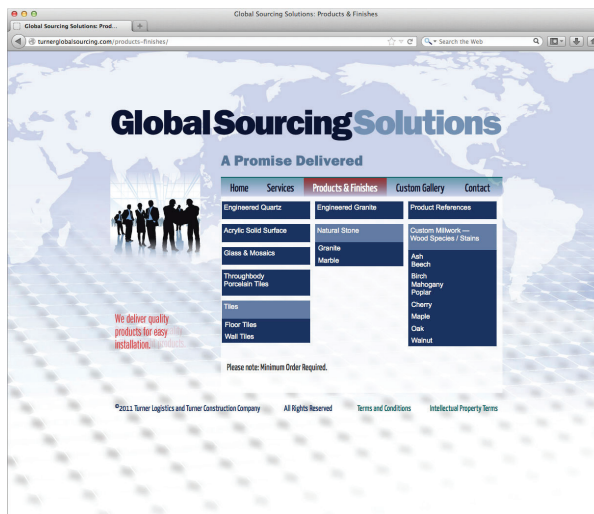 Global Sourcing Solutions: Products & Finishes
Global Sourcing Solutions: Prod...
turnerglobalsourcing.com/products-finishes/
Search the Web
GlobalSourcingSolutions
A Promise Delivered
Home Services Products & Finishes Custom Gallery Contact
Engineered Quartz
Acrylic Solid Surface
Glass & Mosaics
Throughbody
Porcelain Tiles
Tiles
Floor Tiles
Wall Tiles
Engineered Granite
Natural Stone
Granite
Marble
Product References
Custom Millwork —
Wood Species / Stains
Ash
Beech
Birch
Mahogany
Poplar
Cherry
Maple
Oak
Walnut
We deliver quality
products for easy
installation.
Please note: Minimum Order Required.
©2011 Turner Logistics and Turner Construction Company All Rights Reserved Terms and Conditions Intellectual Property Terms